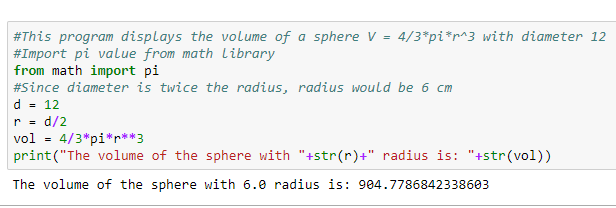 #This program displays the volume of a sphere V = 4/3*pi*r^3 with diameter 12
#Import pi value from math library
from math import pi
#Since diameter is twice the radius, radius would be 6 cm
d = 12
r = d/2
vol = 4/3*pi*r**3
print("The volume of the sphere with "+str(r)+" radius is: "+str(vol))
The volume of the sphere with 6.0 radius is: 904.7786842338603